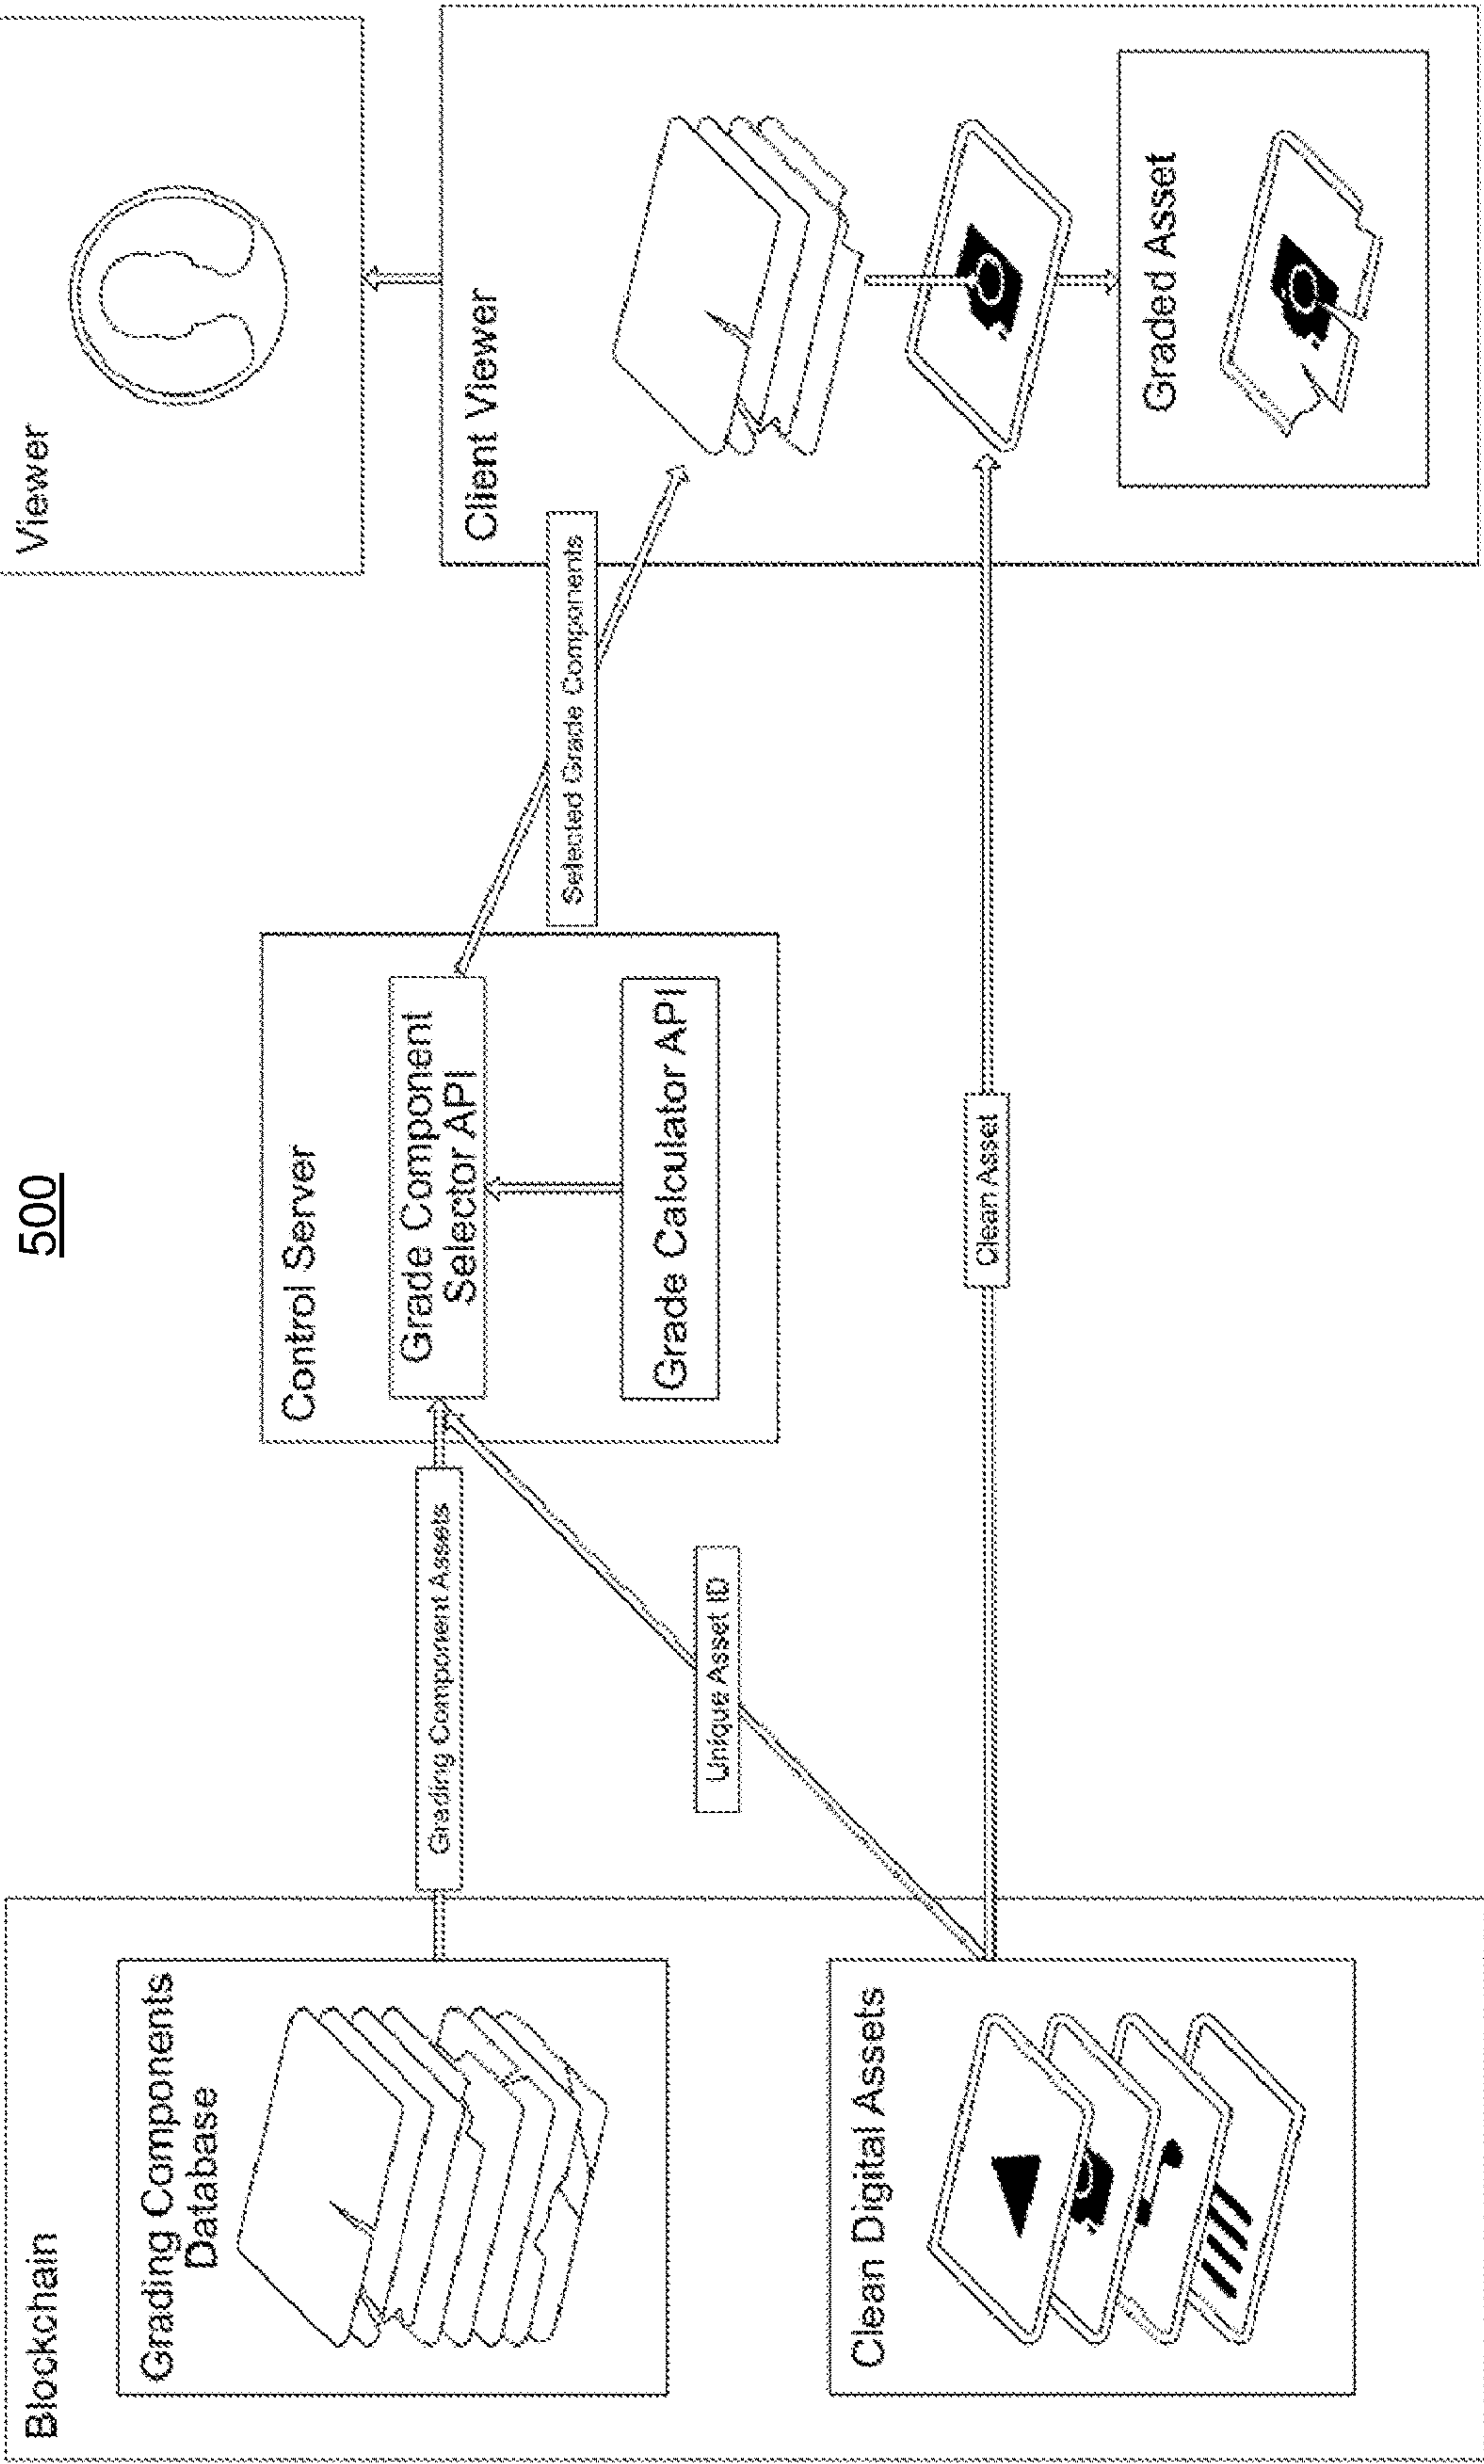 500
Blockchain
Grading Components
Database
Clean Digital Assets
Grading Component Assets
Unique Asset ID
Clean Asset
Control Server
Grade Component
Selector API
Grade Calculator API
Selected Grade Components
Viewer
Client Viewer
Graded Asset